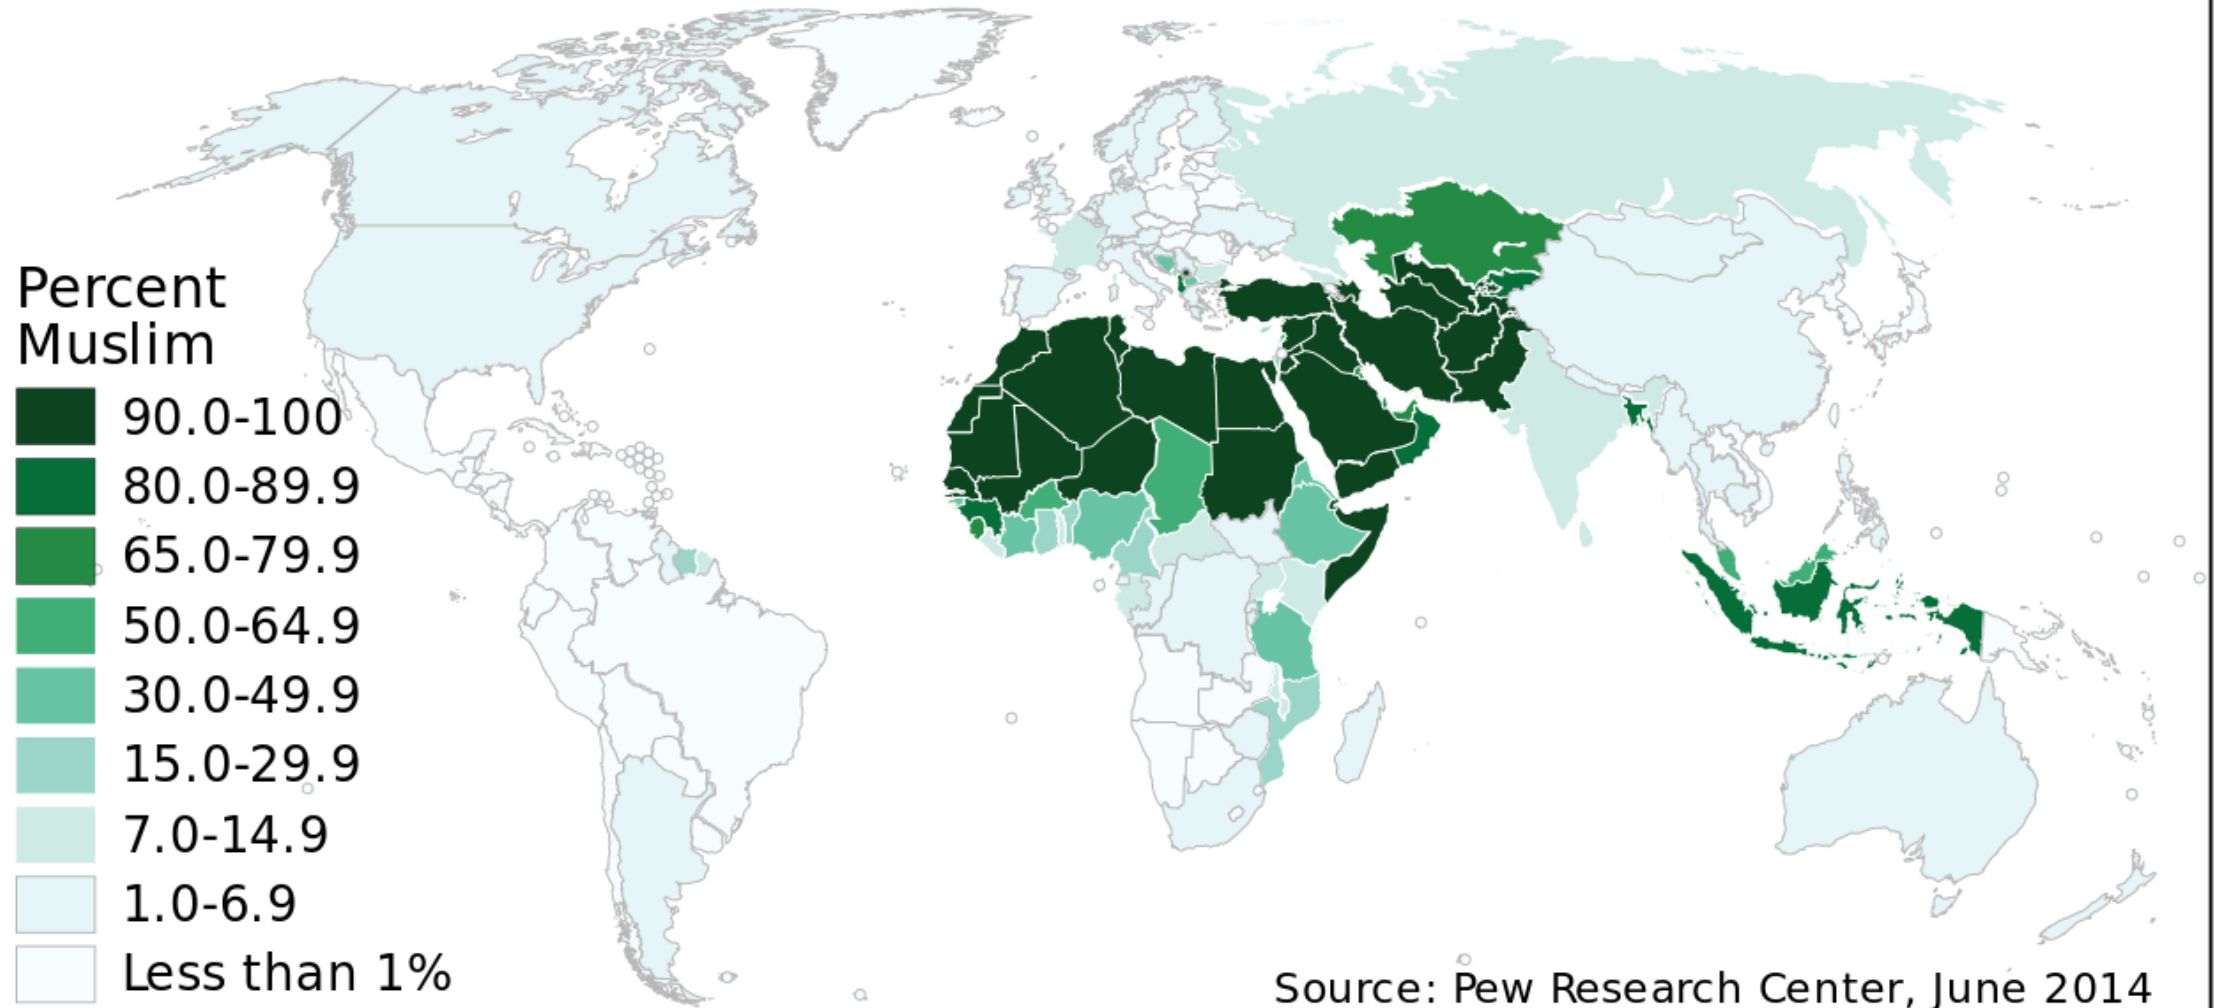 Percent
Muslim
90.0-100
80.0-89.9
65.0-79.9
50.0-64.9
30.0-49.9
15.0-29.9
7.0-14.9
1.0-6.9
Less than 1%
Source: Pew Research Center, June 2014